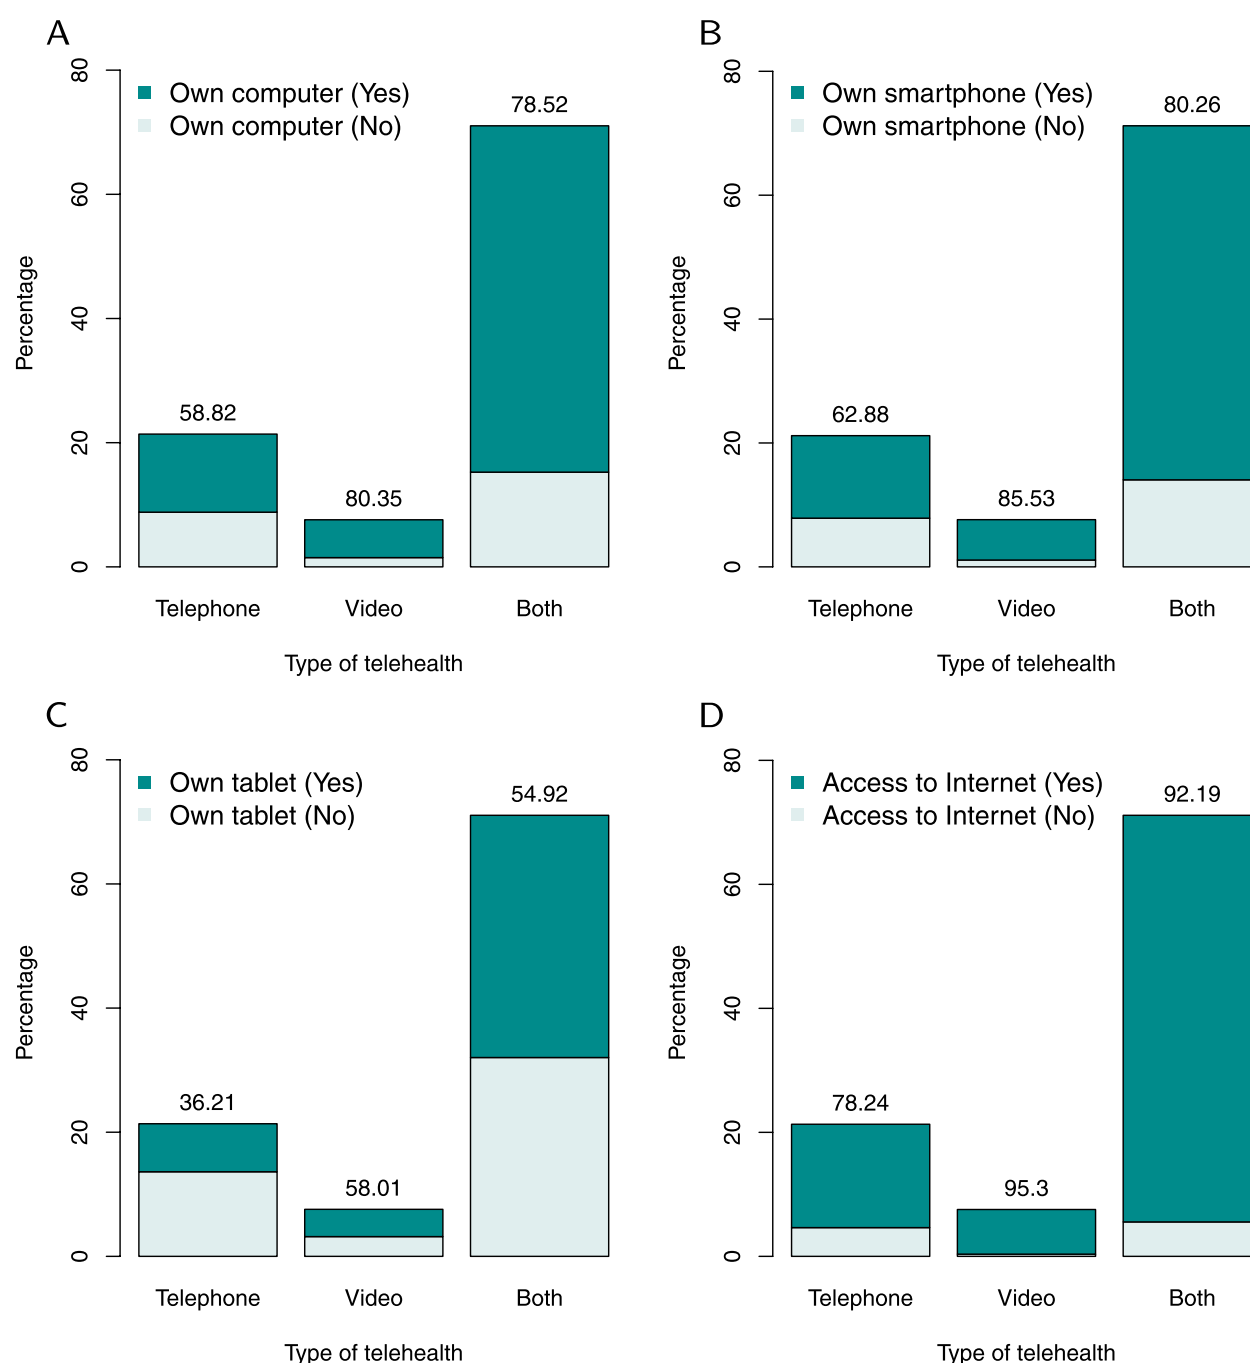 A
80
60
40
20
0
Percentage
Own computer (Yes)
Own computer (No)
58.82
80.35
78.52
Telephone
Video
Both
Type of telehealth
B
80
60
40
20
0
Percentage
Own smartphone (Yes)
Own smartphone (No)
62.88
85.53
80.26
Telephone
Video
Both
Type of telehealth
C
80
60
40
20
0
Percentage
Own tablet (Yes)
Own tablet (No)
36.21
58.01
54.92
Telephone
Video
Both
Type of telehealth
D
80
60
40
20
0
Percentage
Access to Internet (Yes)
Access to Internet (No)
78.24
95.3
92.19
Telephone
Video
Both
Type of telehealth